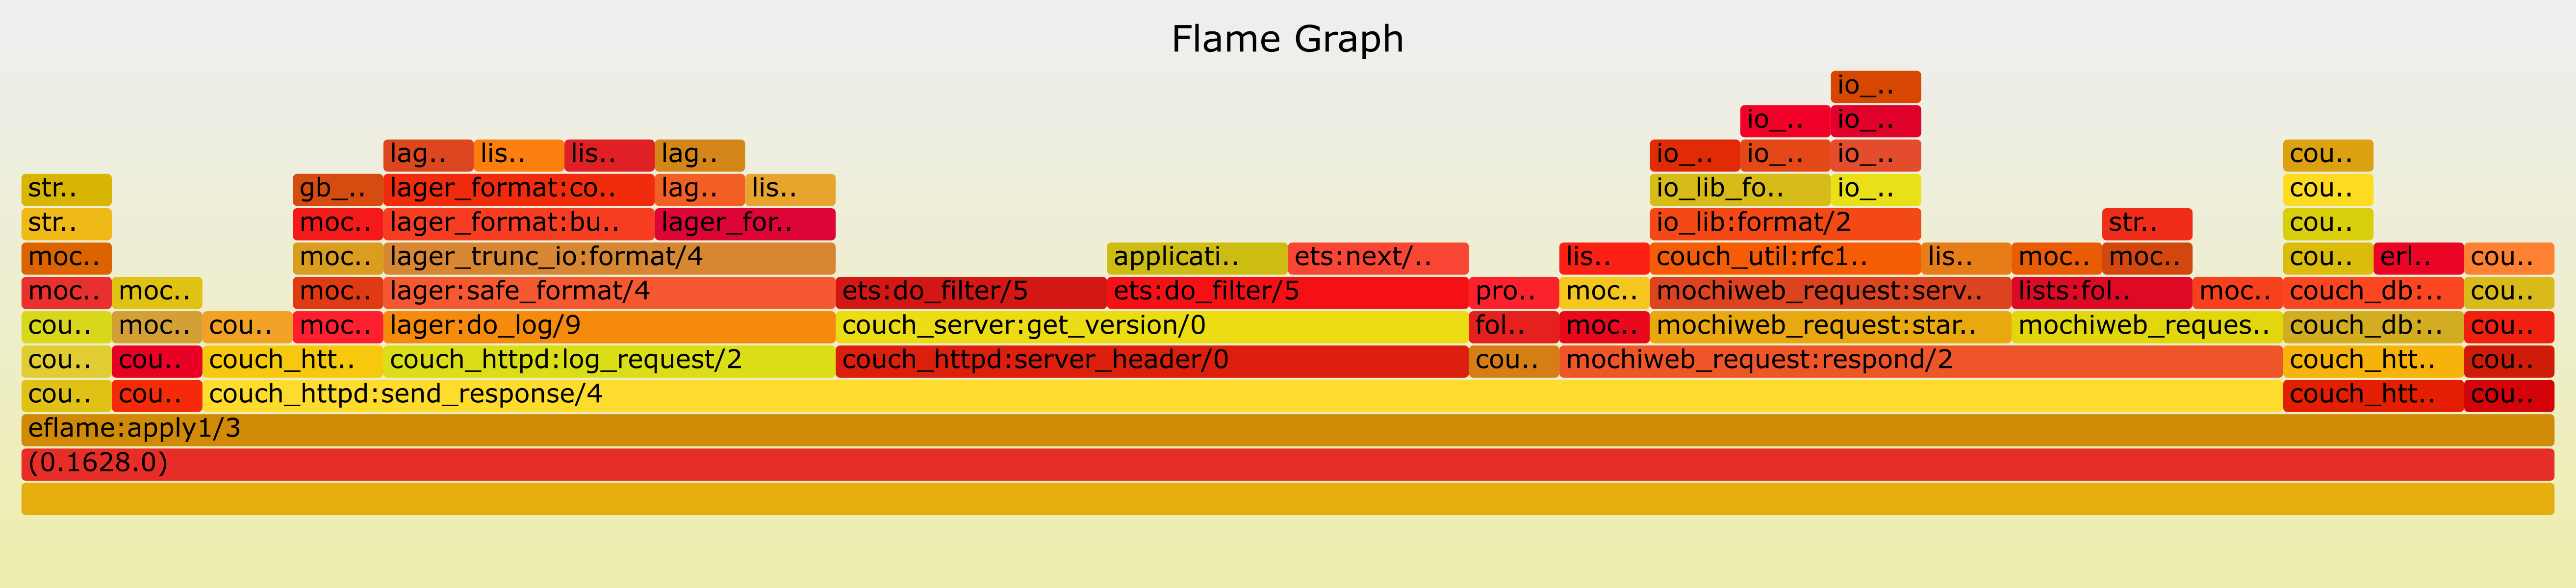 Flame Graph
io_..
io_.. io_..
lag.. lis.. lis.. lag.. io_.. io_.. io_.. cou..
str.. gb_.. lager_format:co.. lag.. lis.. io_lib_fo.. io_.. cou..
str.. moc.. lager_format:bu.. lager_for.. io_lib:format/2 str.. cou..
moc.. moc.. lager_trunc_io:format/4 applicati.. ets:next/.. lis.. couch_util:rfc1.. lis.. moc.. moc.. cou.. erl.. cou..
moc.. moc.. moc.. lager:safe_format/4 ets:do_filter/5 ets:do_filter/5 pro.. moc.. mochiweb_request:serv.. lists:fol.. moc.. couch_db:.. cou..
cou.. moc.. cou.. moc.. lager:do_log/9 couch_server:get_version/0 fol.. moc.. mochiweb_request:star.. mochiweb_reques.. couch_db:.. cou..
cou.. cou.. couch_htt.. couch_httpd:log_request/2 couch_httpd:server_header/0 cou.. mochiweb_request:respond/2 couch_htt.. cou..
cou.. cou.. couch_httpd:send_response/4 couch_htt.. cou..
eflame:apply1/3
(0.1628.0)